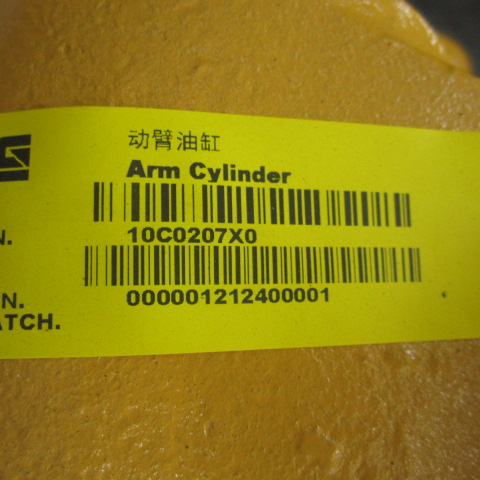 动臂油缸
Arm Cylinder
N. 10C0207X0
N. 000001212400001
ATCH.